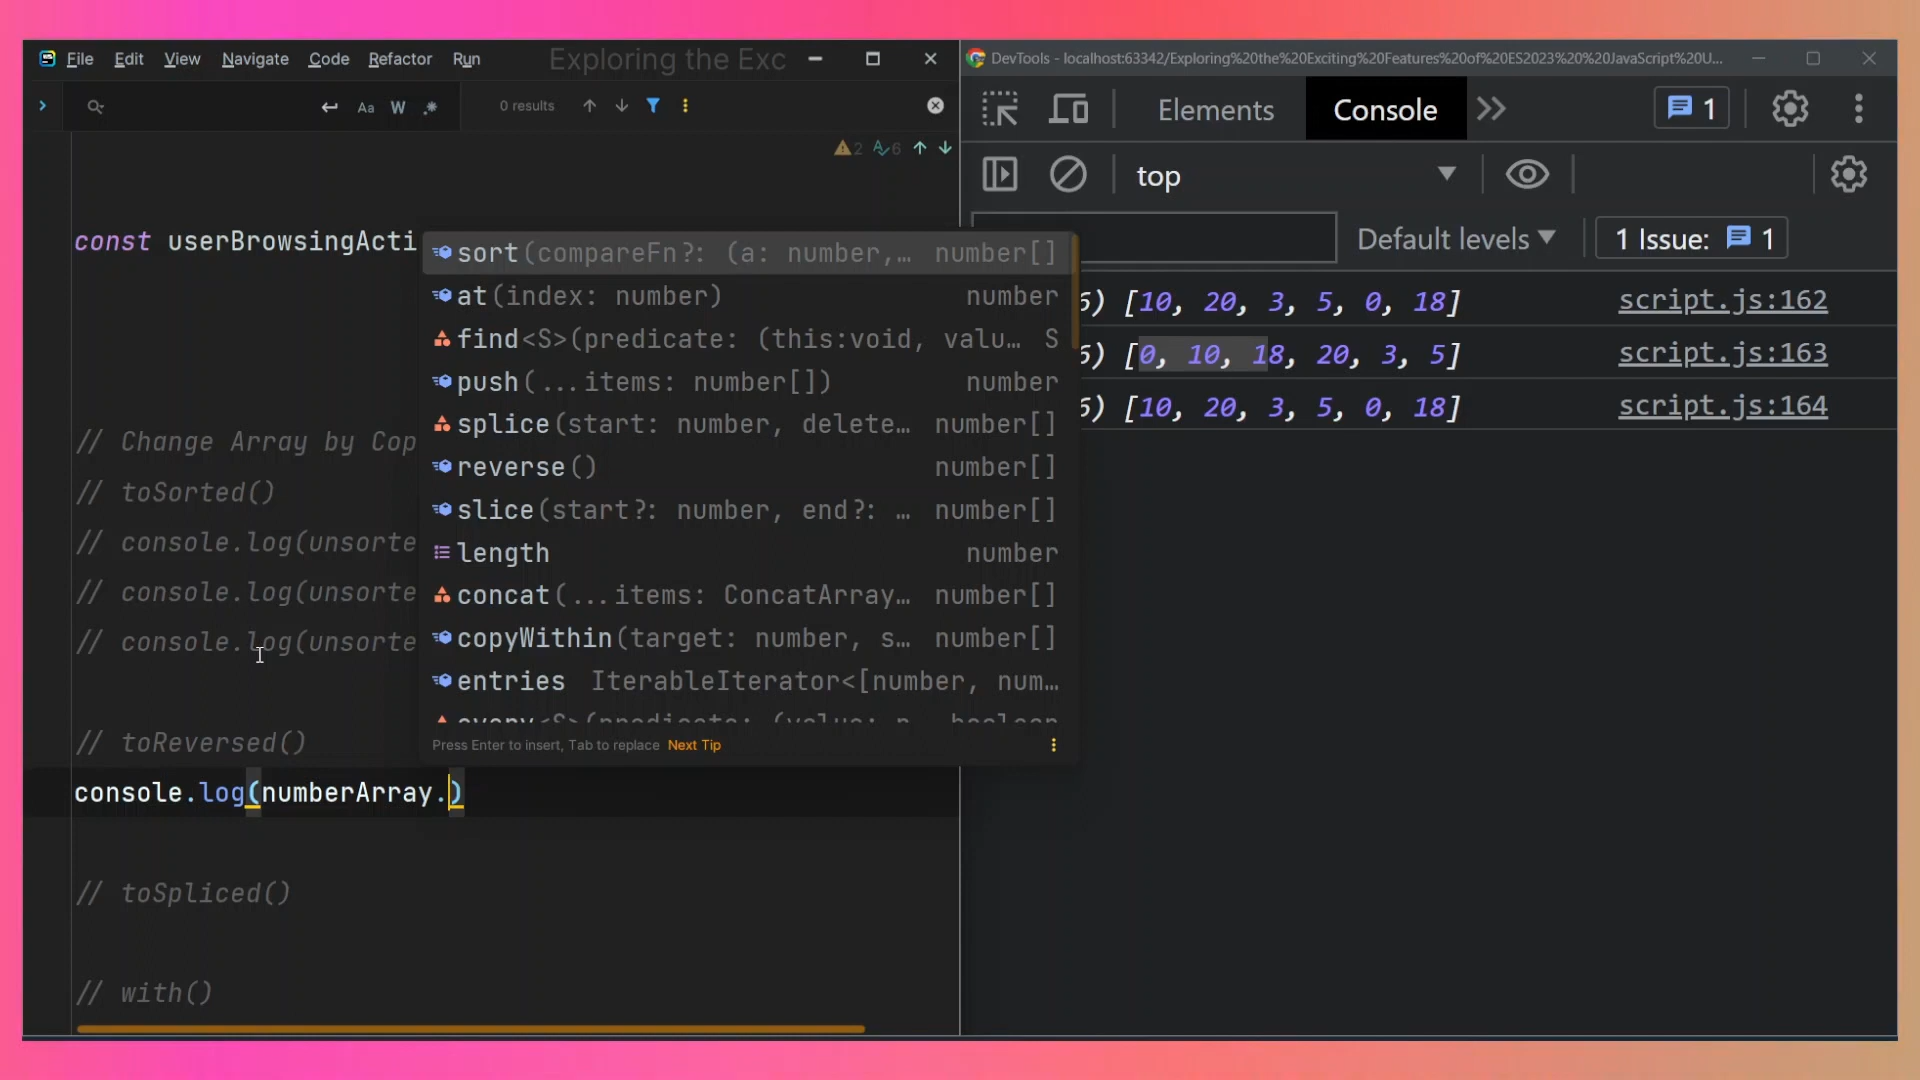 File Edit View Navigate Code Refactor Run Exploring the Exc
Aa W .* 0 results
2 6
const userBrowsingActi
// Change Array by Cop
// toSorted()
// console.log(unsorte
// console.log(unsorte
// console.log(unsorte
// toReversed()
console.log(numberArray.)
// toSpliced()
// with()
sort(compareFn?: (a: number,… number[]
at(index: number) number
find<S>(predicate: (this:void, valu… S
push(...items: number[]) number
splice(start: number, delete… number[]
reverse() number[]
slice(start?: number, end?: … number[]
length number
concat(...items: ConcatArray… number[]
copyWithin(target: number, s… number[]
entries IterableIterator<[number, num…
Press Enter to insert, Tab to replace Next Tip
DevTools - localhost:63342/Exploring%20the%20Exciting%20Features%20of%20ES2023%20%20JavaScript%20U...
Elements Console 1
top
Default levels 1 Issue: 1
6) [10, 20, 3, 5, 0, 18] script.js:162
6) [0, 10, 18, 20, 3, 5] script.js:163
6) [10, 20, 3, 5, 0, 18] script.js:164